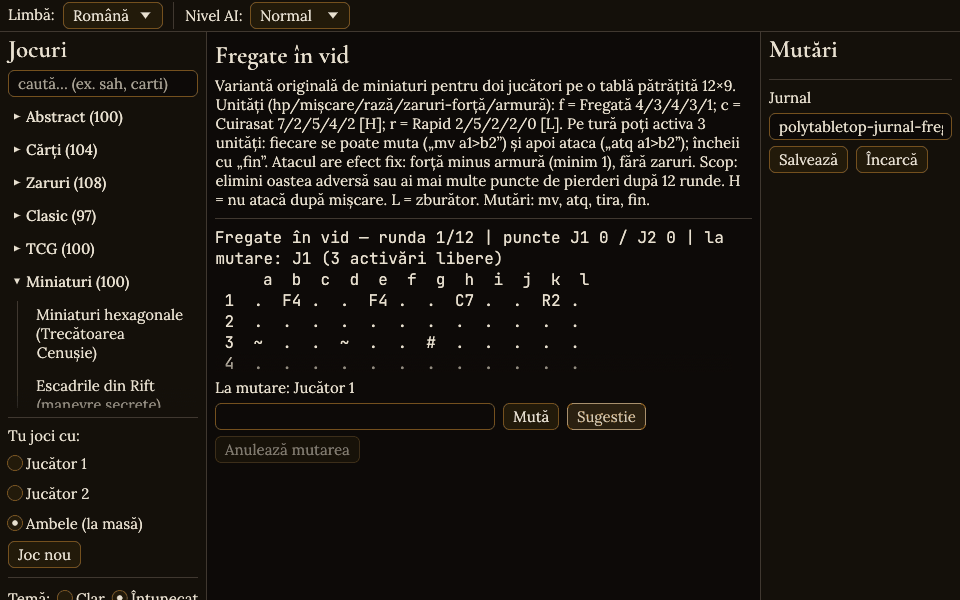 Limbă: Română ▼ Nivel AI: Normal ▼
Jocuri
caută... (ex. sah, carti)
▸ Abstract (100)
▸ Cărți (104)
▸ Zaruri (108)
▸ Clasic (97)
▸ TCG (100)
▾ Miniaturi (100)
Miniaturi hexagonale
(Trecătoarea
Cenușie)
Escadrile din Rift
(manevre secrete)
Tu joci cu:
Jucător 1
Jucător 2
Ambele (la masă)
Joc nou
Temă: Clar Întunecat
Fregate în vid
Variantă originală de miniaturi pentru doi jucători pe o tablă pătrățită 12×9.
Unități (hp/mișcare/rază/zaruri-forță/armură): f = Fregată 4/3/4/3/1; c =
Cuirasat 7/2/5/4/2 [H]; r = Rapid 2/5/2/2/0 [L]. Pe tură poți activa 3
unități: fiecare se poate muta („mv a1>b2”) și apoi ataca („atq a1>b2”); închei
cu „fin”. Atacul are efect fix: forță minus armură (minim 1), fără zaruri. Scop:
elimini oastea adversă sau ai mai multe puncte de pierderi după 12 runde. H
= nu atacă după mișcare. L = zburător. Mutări: mv, atq, tira, fin.
Fregate în vid — runda 1/12 | puncte J1 0 / J2 0 | la
mutare: J1 (3 activări libere)
a b c d e f g h i j k l
1 . F4 . . F4 . . C7 . . R2 .
2 . . . . . . . . . . . .
3 ~ . . ~ . . # . . . . .
4 . . . . . . . . . . . .
La mutare: Jucător 1
Mută Sugestie
Anulează mutarea
Mutări
Jurnal
polytabletop-jurnal-freg
Salvează Încarcă